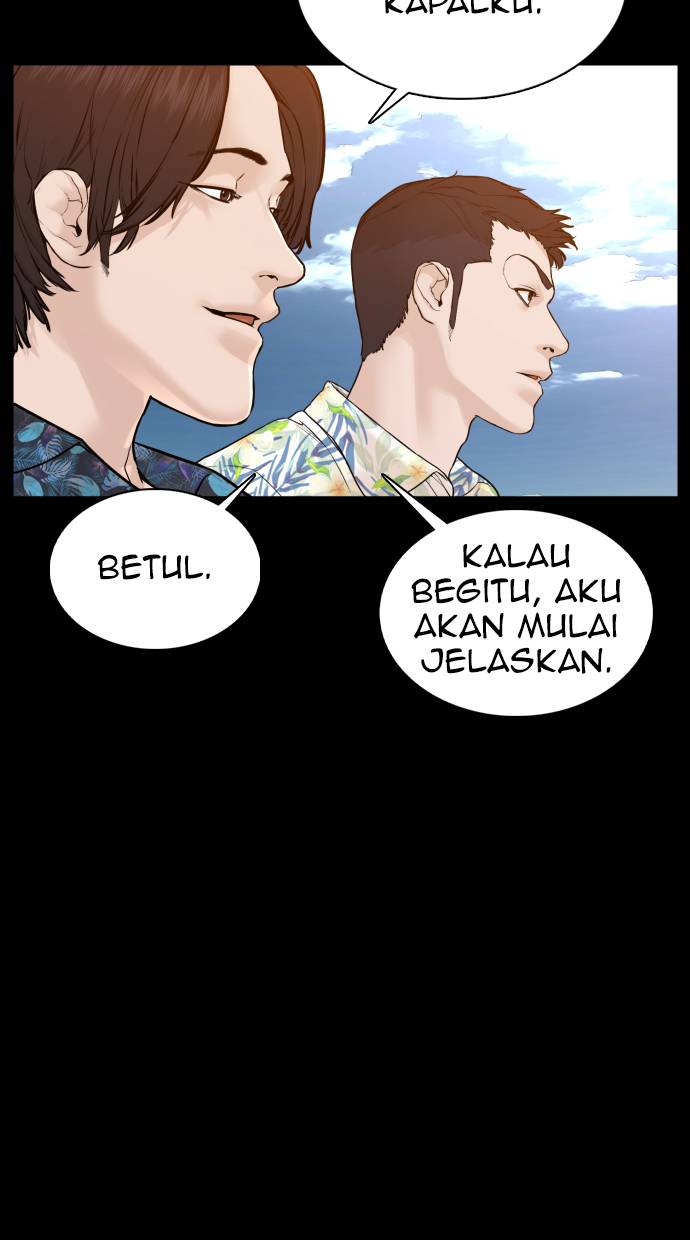 KAPALKU.
BETUL.
KALAU
BEGITU, AKU
AKAN MULAI
JELASKAN.